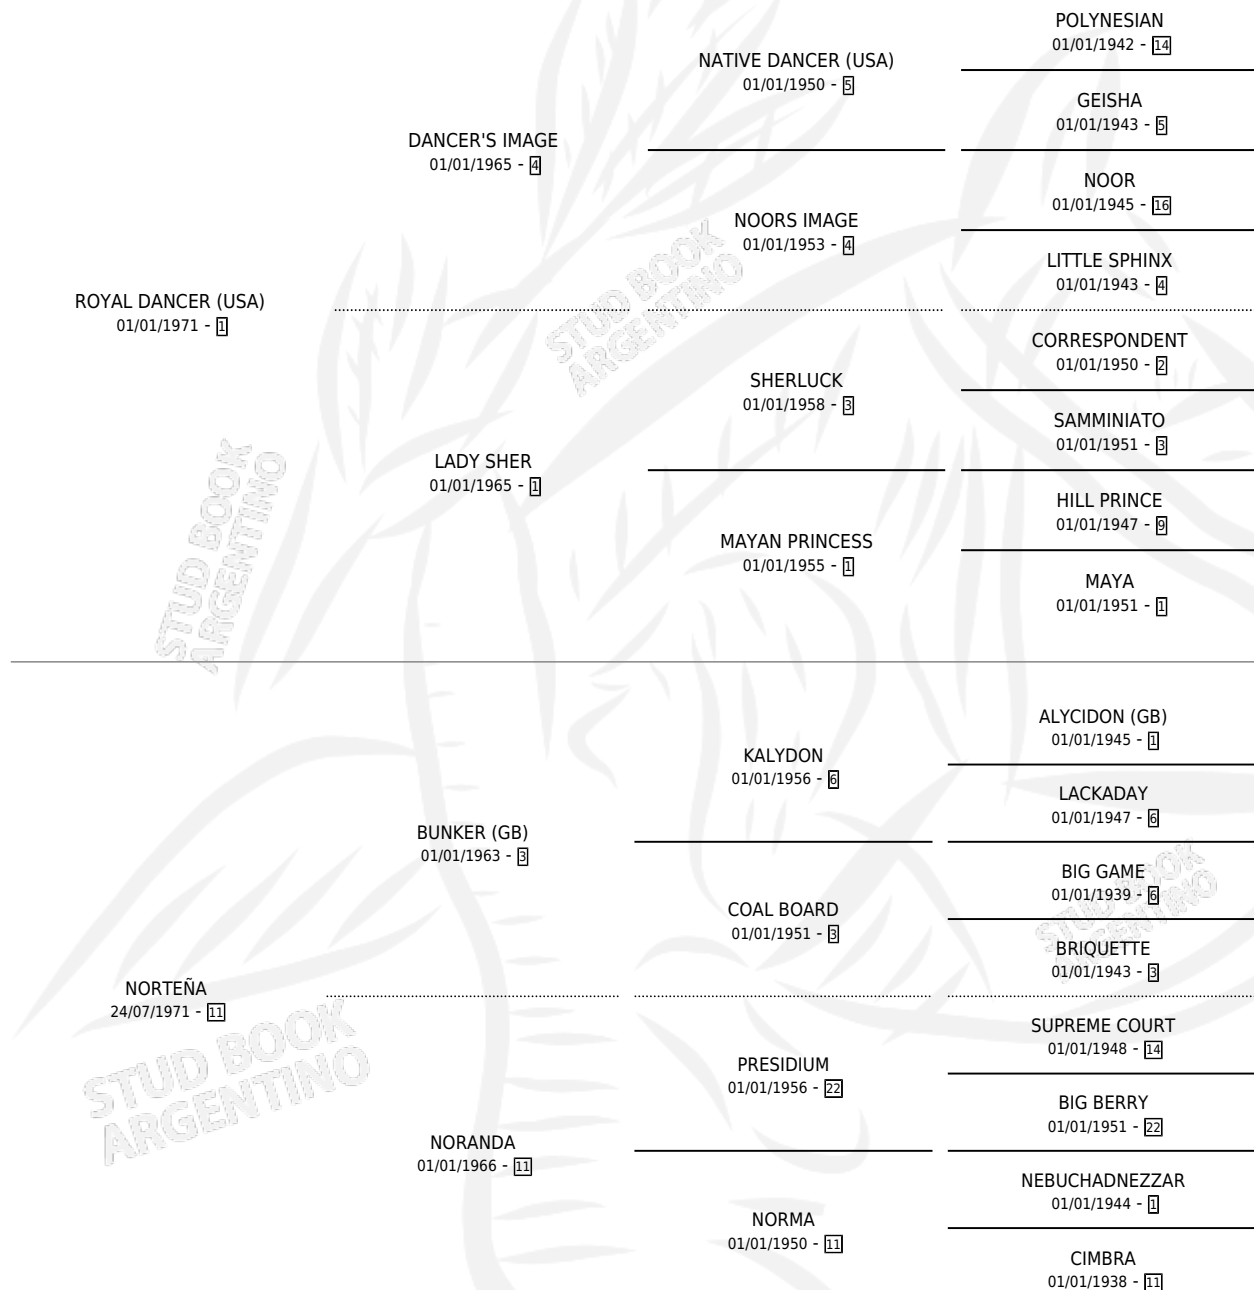 POLYNESIAN
01/01/1942 - 14
NATIVE DANCER (USA)
01/01/1950 - 5
GEISHA
01/01/1943 - 5
DANCER'S IMAGE
01/01/1965 - 4
NOOR
01/01/1945 - 16
NOORS IMAGE
01/01/1953 - 4
LITTLE SPHINX
01/01/1943 - 4
ROYAL DANCER (USA)
01/01/1971 - 1
CORRESPONDENT
01/01/1950 - 2
SHERLUCK
01/01/1958 - 3
SAMMINIATO
01/01/1951 - 3
LADY SHER
01/01/1965 - 1
HILL PRINCE
01/01/1947 - 9
MAYAN PRINCESS
01/01/1955 - 1
MAYA
01/01/1951 - 1
ALYCIDON (GB)
01/01/1945 - 1
KALYDON
01/01/1956 - 6
LACKADAY
01/01/1947 - 6
BUNKER (GB)
01/01/1963 - 3
BIG GAME
01/01/1939 - 6
COAL BOARD
01/01/1951 - 3
BRIQUETTE
01/01/1943 - 3
NORTEÑA
24/07/1971 - 11
SUPREME COURT
01/01/1948 - 14
PRESIDIUM
01/01/1956 - 22
BIG BERRY
01/01/1951 - 22
NORANDA
01/01/1966 - 11
NEBUCHADNEZZAR
01/01/1944 - 1
NORMA
01/01/1950 - 11
CIMBRA
01/01/1938 - 11
STUD BOOK
ARGENTINO
STUD BOOK
ARGENTINO
STUD BOOK
ARGENTINO
STUD BOOK
ARGENTINO